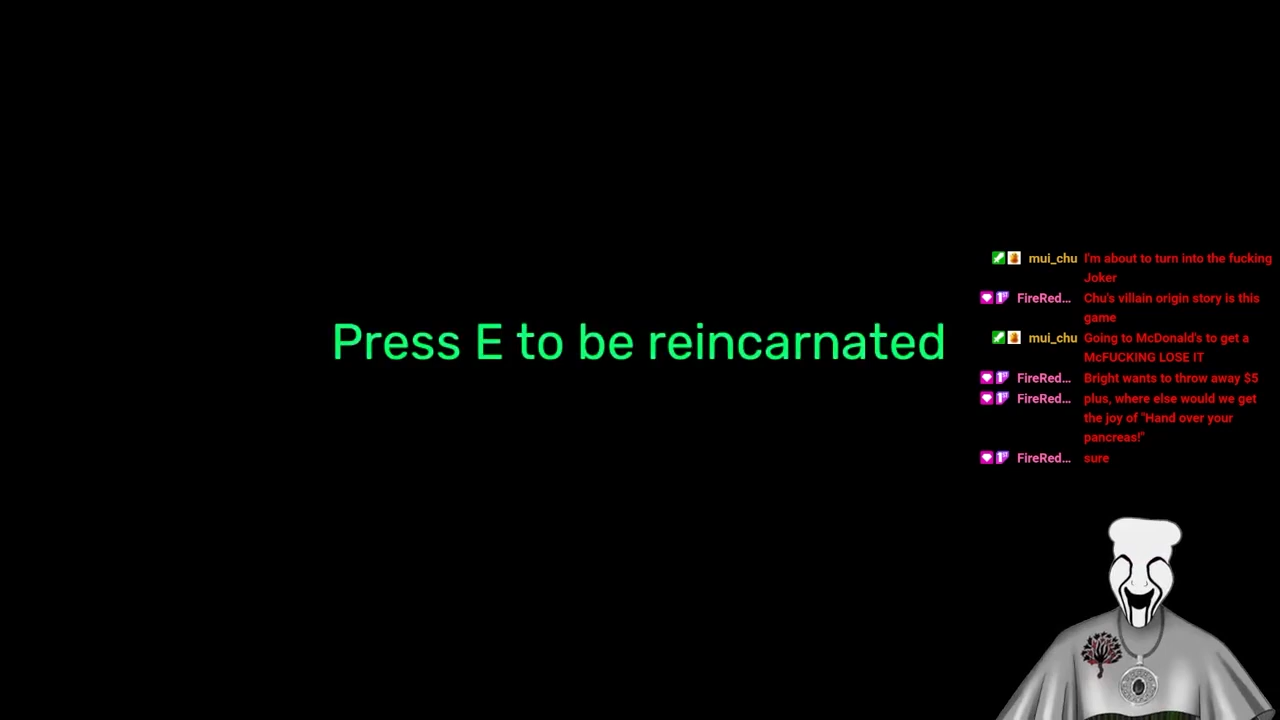 Press E to be reincarnated
mui_chu I'm about to turn into the fucking
Joker
FireRed... Chu's villain origin story is this
game
mui_chu Going to McDonald's to get a
McFUCKING LOSE IT
FireRed... Bright wants to throw away $5
FireRed... plus, where else would we get
the joy of "Hand over your
pancreas!"
FireRed... sure